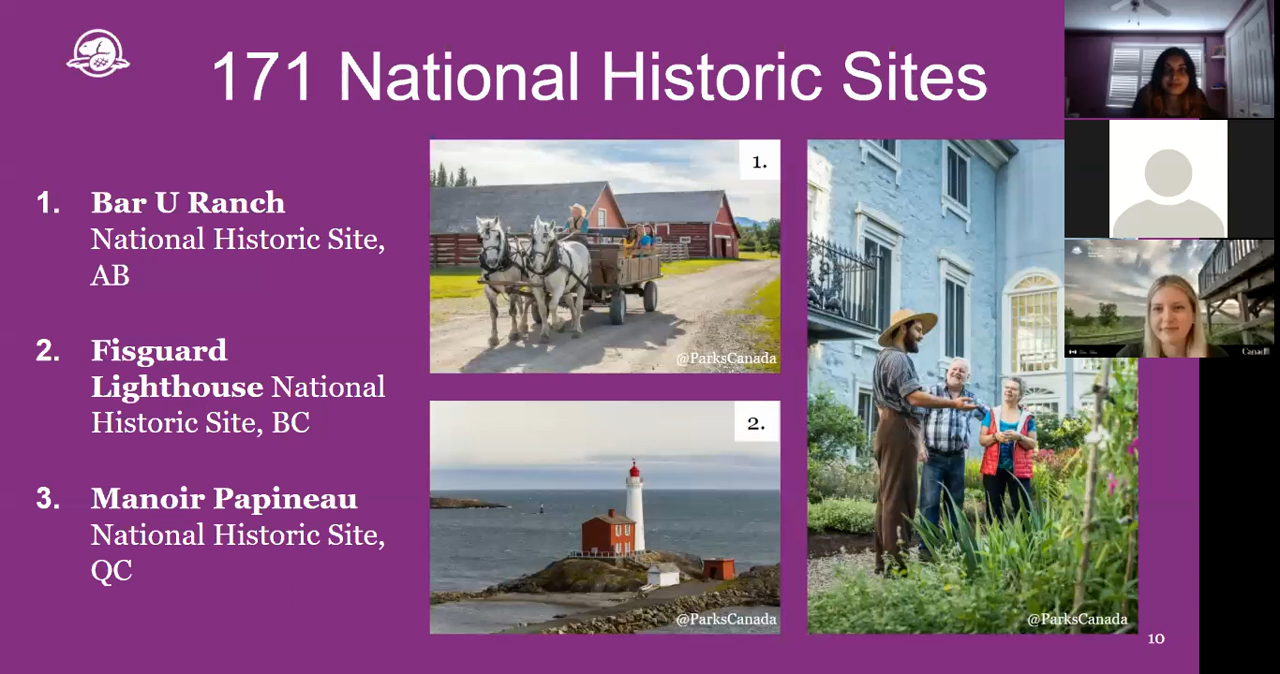 171 National Historic Sites
1. Bar U Ranch
National Historic Site,
AB
2. Fisguard
Lighthouse National
Historic Site, BC
3. Manoir Papineau
National Historic Site,
QC
1.
@ParksCanada
2.
@ParksCanada
@ParksCanada
10
Canada